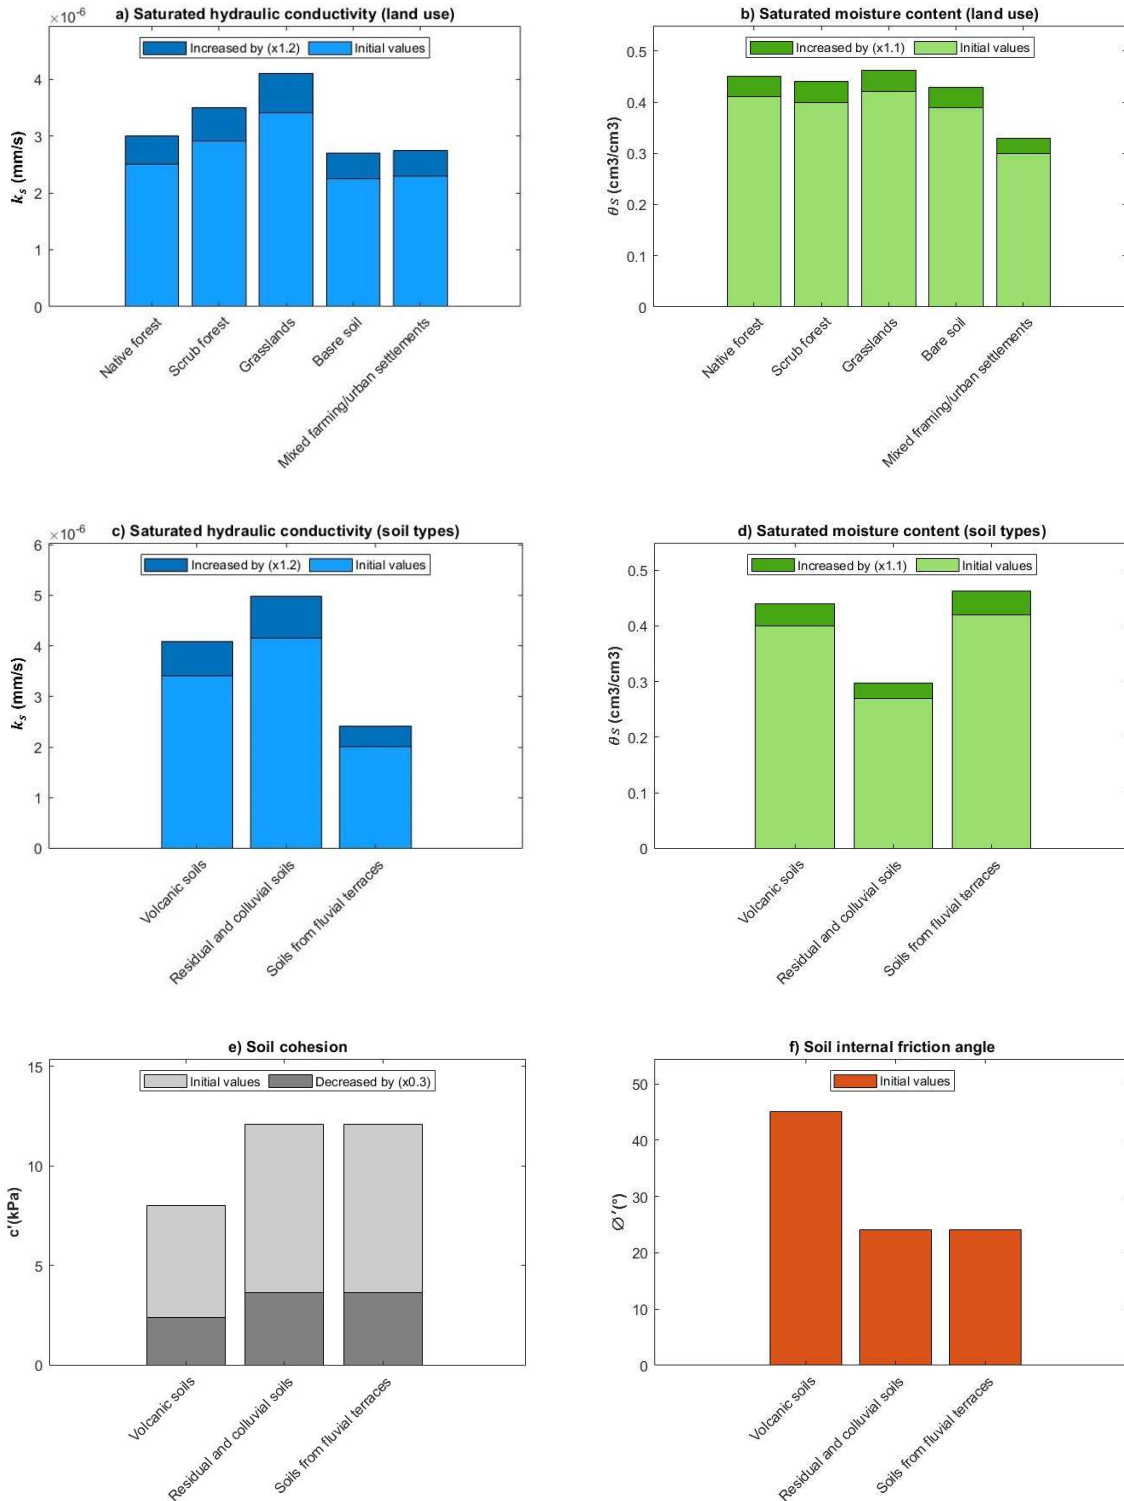 a) Saturated hydraulic conductivity (land use)
×10⁻⁶
Increased by (x1.2) Initial values
4
3
2
1
0
kₛ (mm/s)
Native forest
Scrub forest
Grasslands
Basre soil
Mixed farming/urban settlements
b) Saturated moisture content (land use)
Increased by (x1.1) Initial values
0.5
0.4
0.3
0.2
0.1
0
θs (cm3/cm3)
Native forest
Scrub forest
Grasslands
Bare soil
Mixed framing/urban settlements
c) Saturated hydraulic conductivity (soil types)
×10⁻⁶
Increased by (x1.2) Initial values
6
5
4
3
2
1
0
kₛ (mm/s)
Volcanic soils
Residual and colluvial soils
Soils from fluvial terraces
d) Saturated moisture content (soil types)
Increased by (x1.1) Initial values
0.5
0.4
0.3
0.2
0.1
0
θs (cm3/cm3)
Volcanic soils
Residual and colluvial soils
Soils from fluvial terraces
e) Soil cohesion
Initial values Decreased by (x0.3)
15
10
5
0
c'(kPa)
Volcanic soils
Residual and colluvial soils
Soils from fluvial terraces
f) Soil internal friction angle
Initial values
50
40
30
20
10
0
∅'(°)
Volcanic soils
Residual and colluvial soils
Soils from fluvial terraces